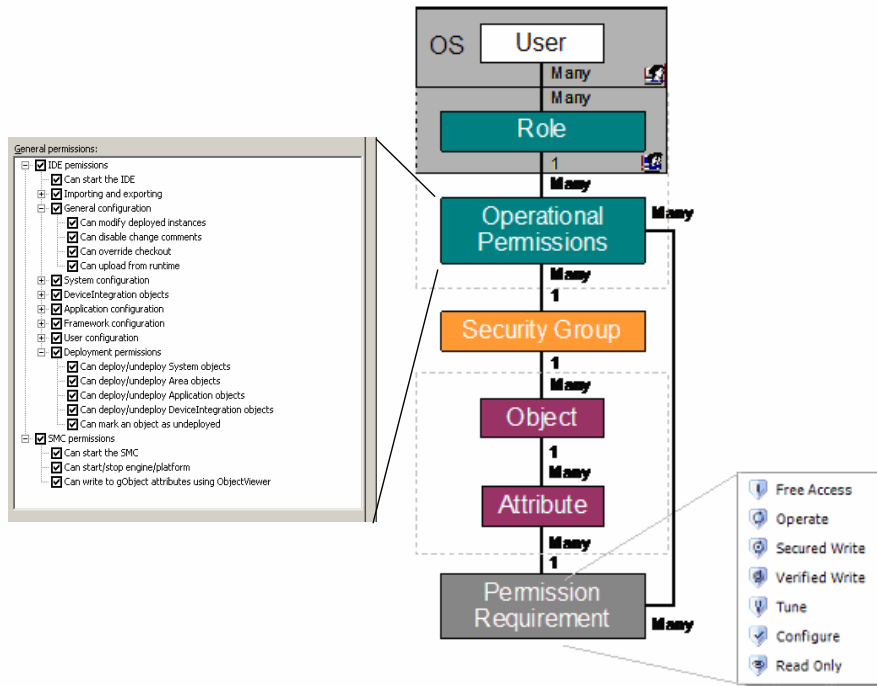 OS
User
Many
Many
Role
1
Many
Operational
Permissions
Many
Many
1
Security Group
1
Many
Object
1
Many
Attribute
Many
1
Permission
Requirement
Many
General permissions:
IDE pemissions
Can start the IDE
Importing and exporting
General configuration
Can modify deployed instances
Can disable change comments
Can override checkout
Can upload from runtime
System configuration
DeviceIntegration objects
Application configuration
Framework configuration
User configuration
Deployment permissions
Can deploy/undeploy System objects
Can deploy/undeploy Area objects
Can deploy/undeploy Application objects
Can deploy/undeploy DeviceIntegration objects
Can mark an object as undeployed
SMC permissions
Can start the SMC
Can start/stop engine/platform
Can write to gObject attributes using ObjectViewer
Free Access
Operate
Secured Write
Verified Write
Tune
Configure
Read Only